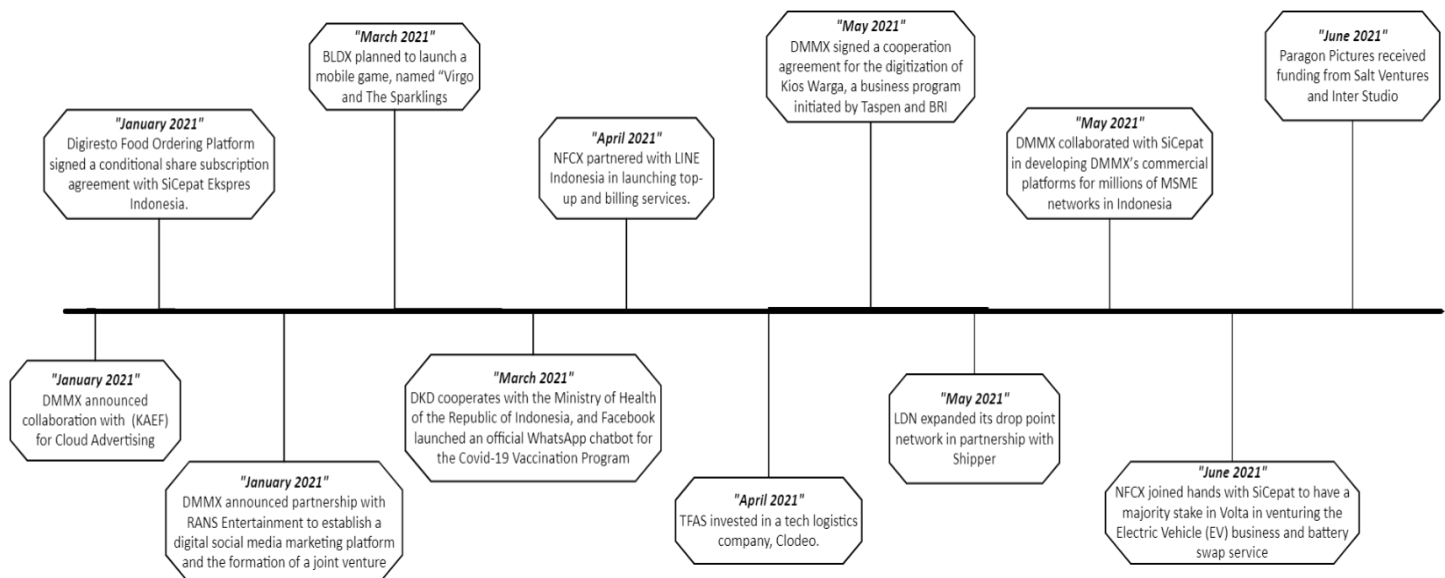 "January 2021"
DMMX announced
collaboration with (KAEF)
for Cloud Advertising
"January 2021"
Digiresto Food Ordering Platform
signed a conditional share subscription
agreement with SiCepat Ekspres
Indonesia.
"January 2021"
DMMX announced partnership with
RANS Entertainment to establish a
digital social media marketing platform
and the formation of a joint venture
"March 2021"
BLDX planned to launch a
mobile game, named “Virgo
and The Sparklings
"March 2021"
DKD cooperates with the Ministry of Health
of the Republic of Indonesia, and Facebook
launched an official WhatsApp chatbot for
the Covid-19 Vaccination Program
"April 2021"
NFCX partnered with LINE
Indonesia in launching top-
up and billing services.
"April 2021"
TFAS invested in a tech logistics
company, Clodeo.
"May 2021"
DMMX signed a cooperation
agreement for the digitization of
Kios Warga, a business program
initiated by Taspen and BRI
"May 2021"
LDN expanded its drop point
network in partnership with
Shipper
"May 2021"
DMMX collaborated with SiCepat
in developing DMMX’s commercial
platforms for millions of MSME
networks in Indonesia
"June 2021"
NFCX joined hands with SiCepat to have a
majority stake in Volta in venturing the
Electric Vehicle (EV) business and battery
swap service
"June 2021"
Paragon Pictures received
funding from Salt Ventures
and Inter Studio